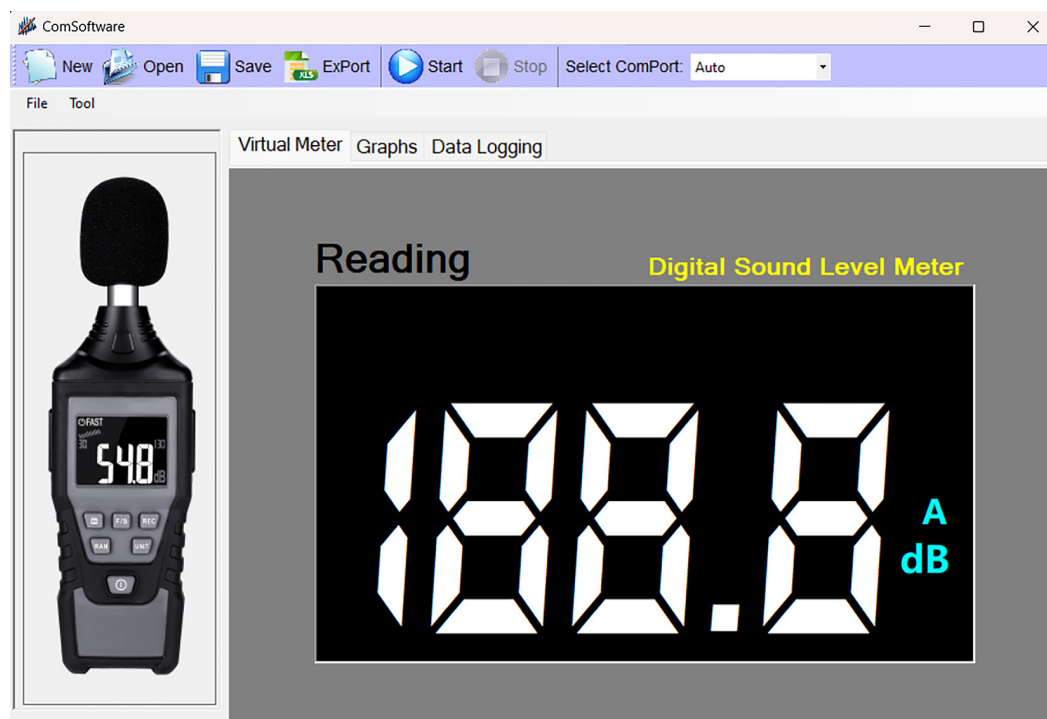 ComSoftware
New Open Save ExPort Start Stop Select ComPort: Auto
File Tool
Virtual Meter Graphs Data Logging
Reading
Digital Sound Level Meter
188.8
A
dB
FAST
30 130
54.8
dB
F/S REC
RAN UNIT